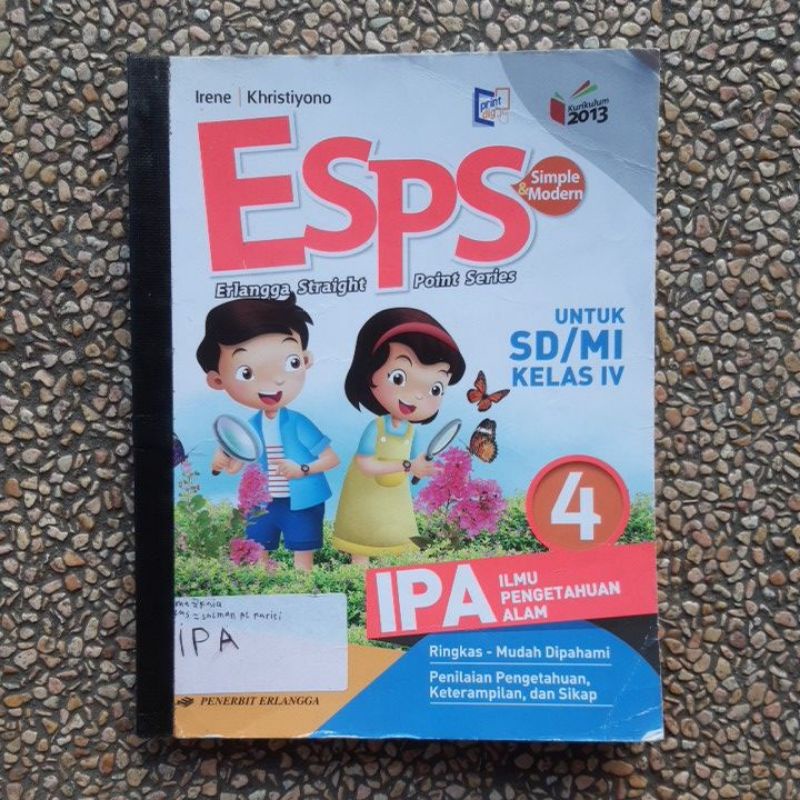 Irene | Khristiyono
print
Kurikulum
2013
ESPS
Simple
& Modern
Erlangga Straight Point Series
UNTUK
SD/MI
KELAS IV
4
IPA
ILMU
PENGETAHUAN
ALAM
IPA
Ringkas - Mudah Dipahami
Penilaian Pengetahuan,
Keterampilan, dan Sikap
PENERBIT ERLANGGA